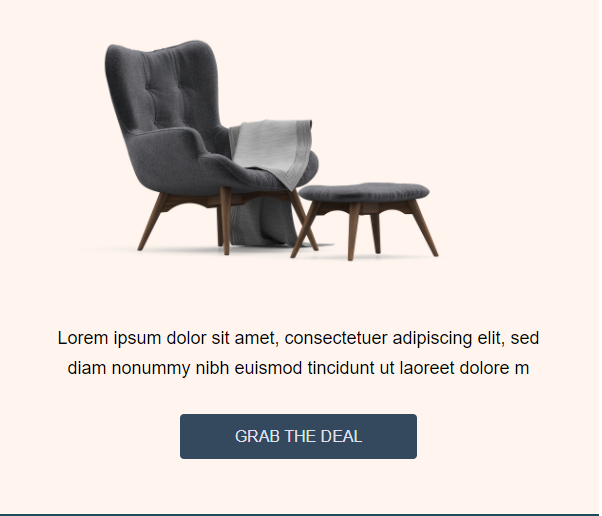 Lorem ipsum dolor sit amet, consectetuer adipiscing elit, sed
diam nonummy nibh euismod tincidunt ut laoreet dolore m
GRAB THE DEAL